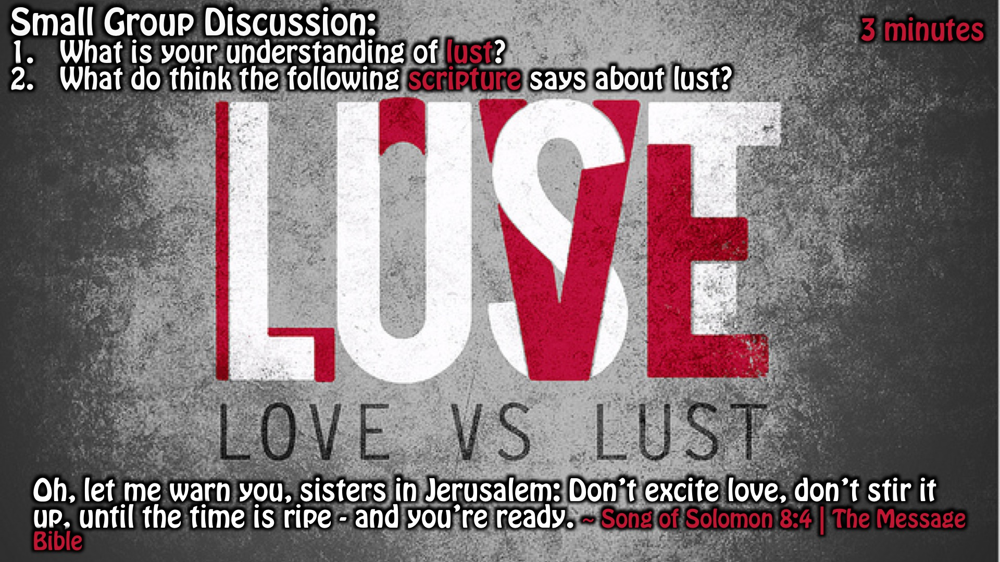 Small Group Discussion:
3 minutes
1. What is your understanding of lust?
2. What do think the following scripture says about lust?
LOVE
LUST
LOVE VS LUST
Oh, let me warn you, sisters in Jerusalem: Don't excite love, don't stir it
up, until the time is ripe - and you're ready. ~ Song of Solomon 8:4 | The Message
Bible